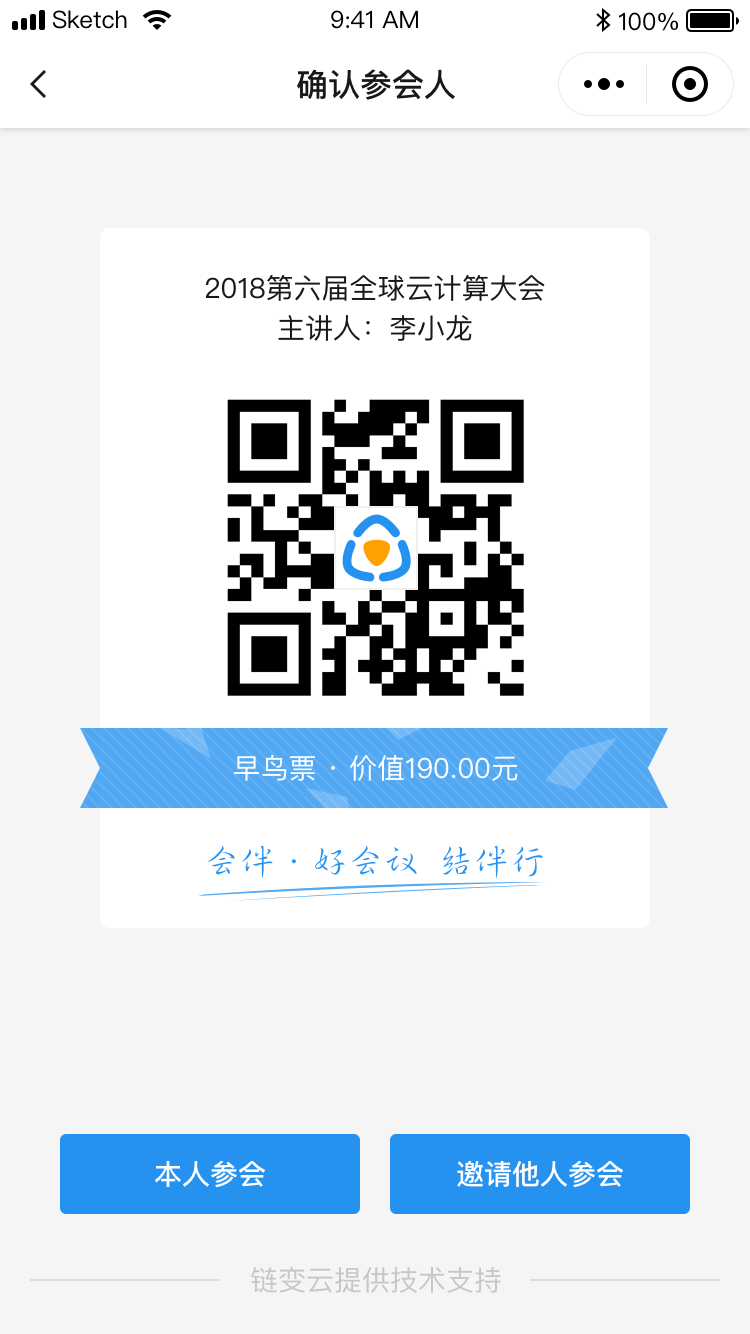 Sketch 9:41 AM 100%
确认参会人
2018第六届全球云计算大会
主讲人：李小龙
早鸟票 · 价值190.00元
会伴 · 好会议 结伴行
本人参会 邀请他人参会
链变云提供技术支持